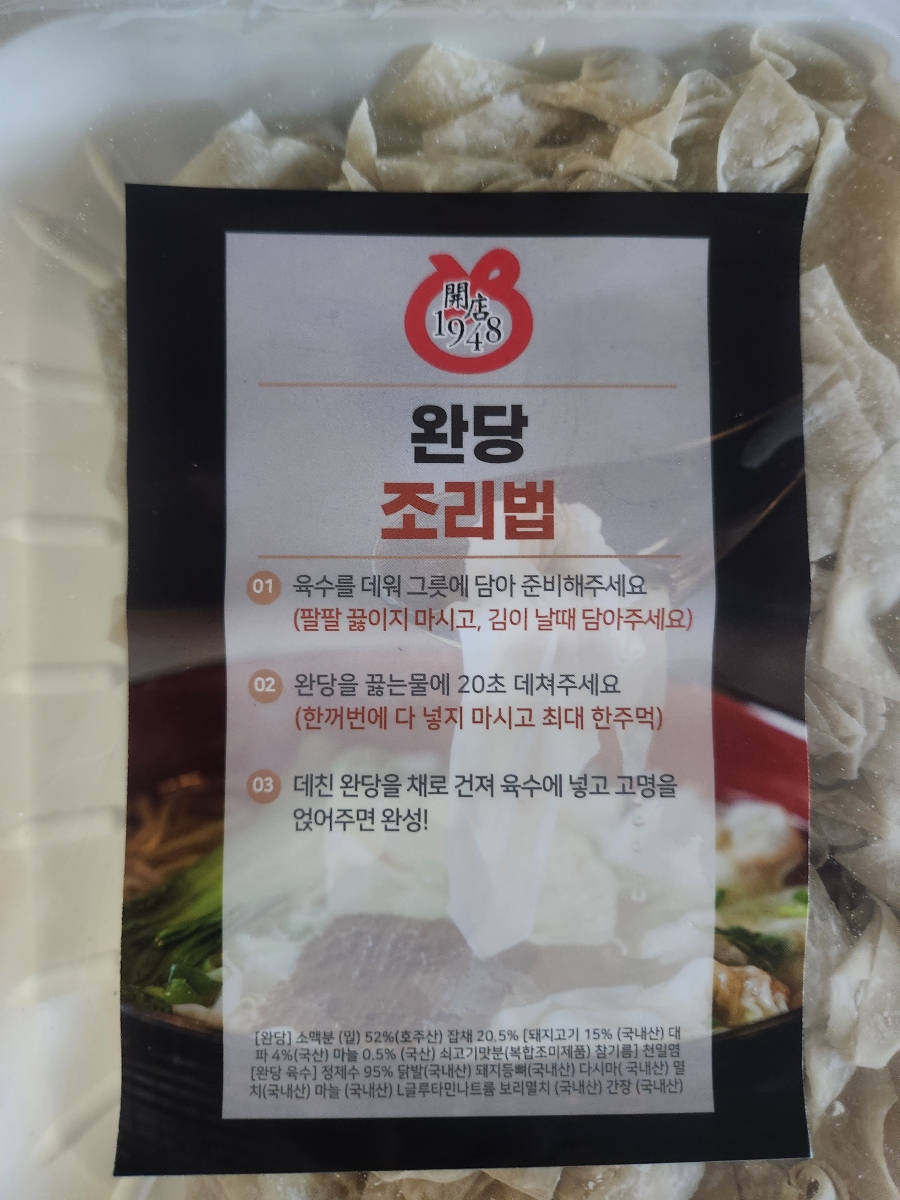 開店
1948
완당
조리법
01 육수를 데워 그릇에 담아 준비해주세요
(팔팔 끓이지 마시고, 김이 날때 담아주세요)
02 완당을 끓는물에 20초 데쳐주세요
(한꺼번에 다 넣지 마시고 최대 한주먹)
03 데친 완당을 채로 건져 육수에 넣고 고명을
얹어주면 완성!
[완당] 소맥분 (밀) 52%(호주산) 잡채 20.5% [돼지고기 15% (국내산) 대
파 4%(국산) 마늘 0.5% (국산) 쇠고기맛분(복합조미제품) 참기름] 천일염
[완당 육수] 정제수 95% 닭발(국내산) 돼지등뼈(국내산) 다시마( 국내산) 멸
치(국내산) 마늘 (국내산) L글루타민나트륨 보리멸치 (국내산) 간장 (국내산)